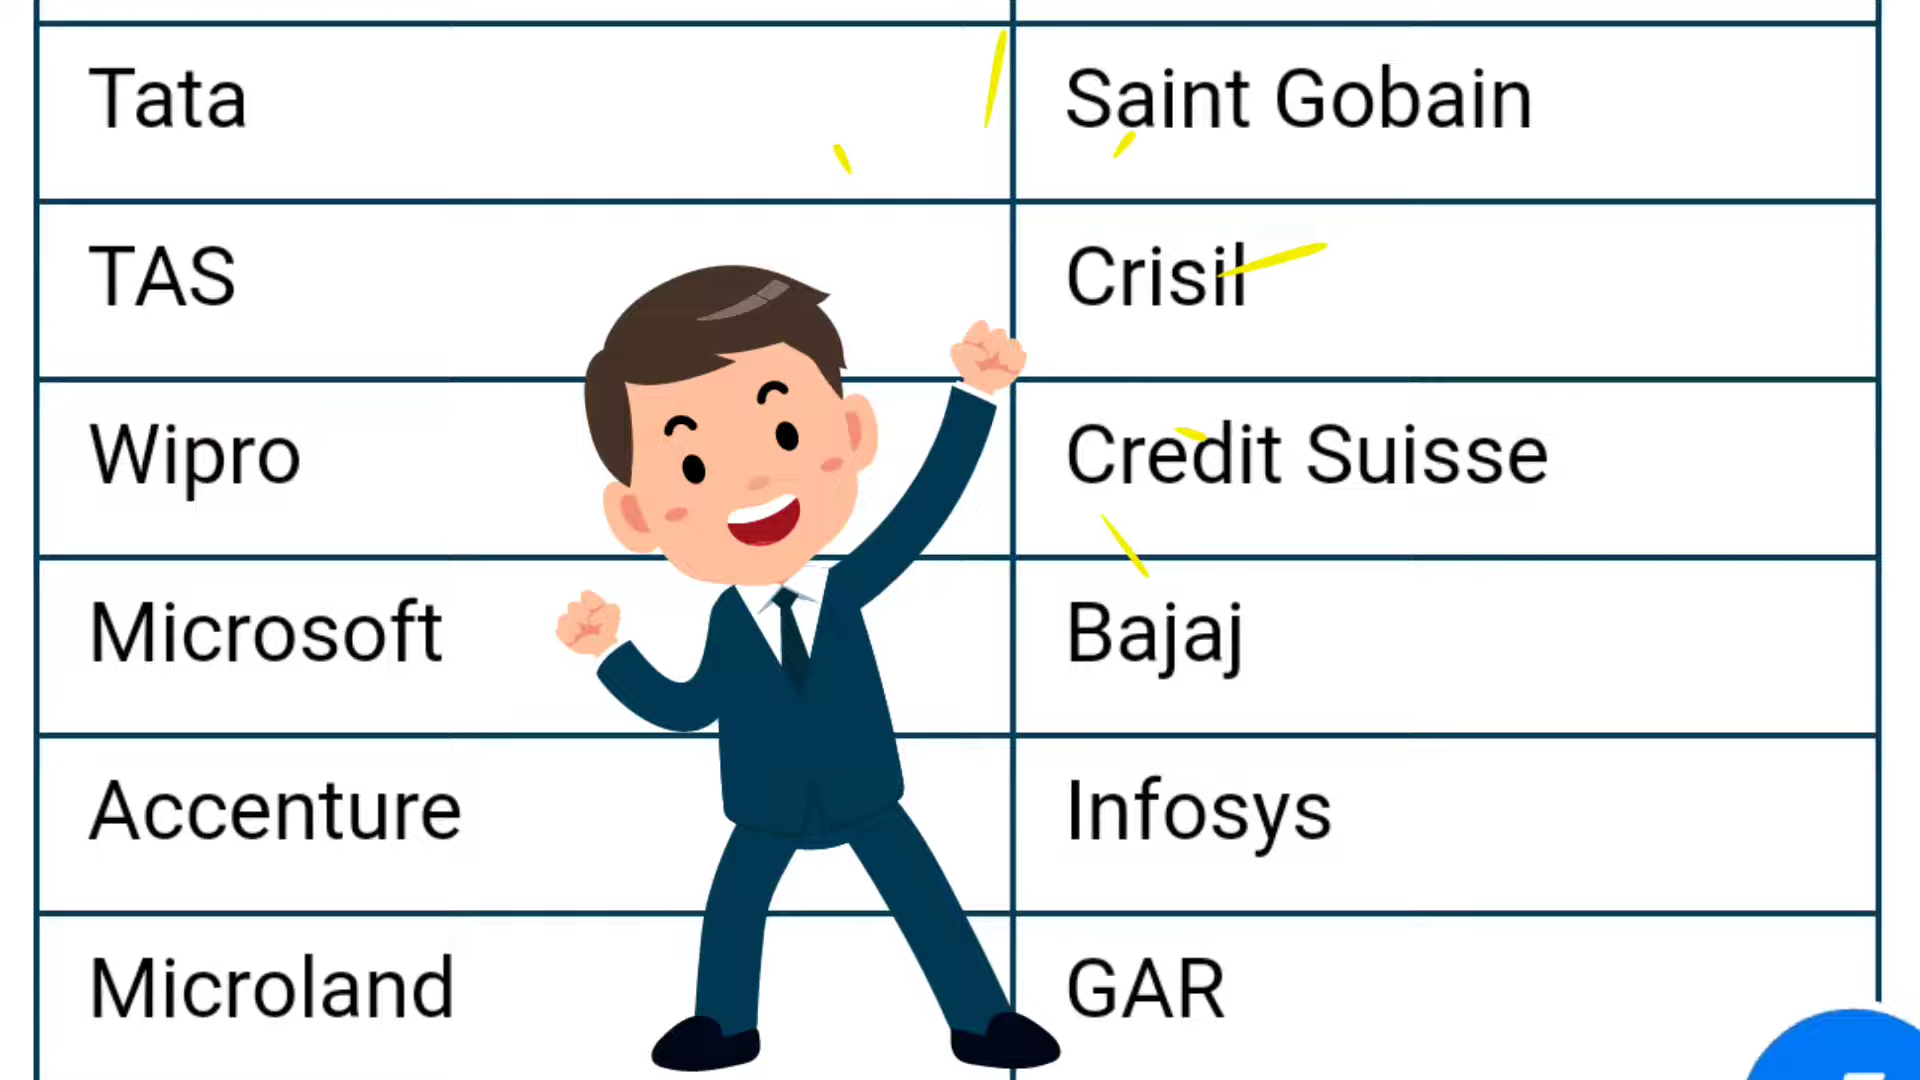 Tata Saint Gobain
TAS Crisil
Wipro Credit Suisse
Microsoft Bajaj
Accenture Infosys
Microland GAR